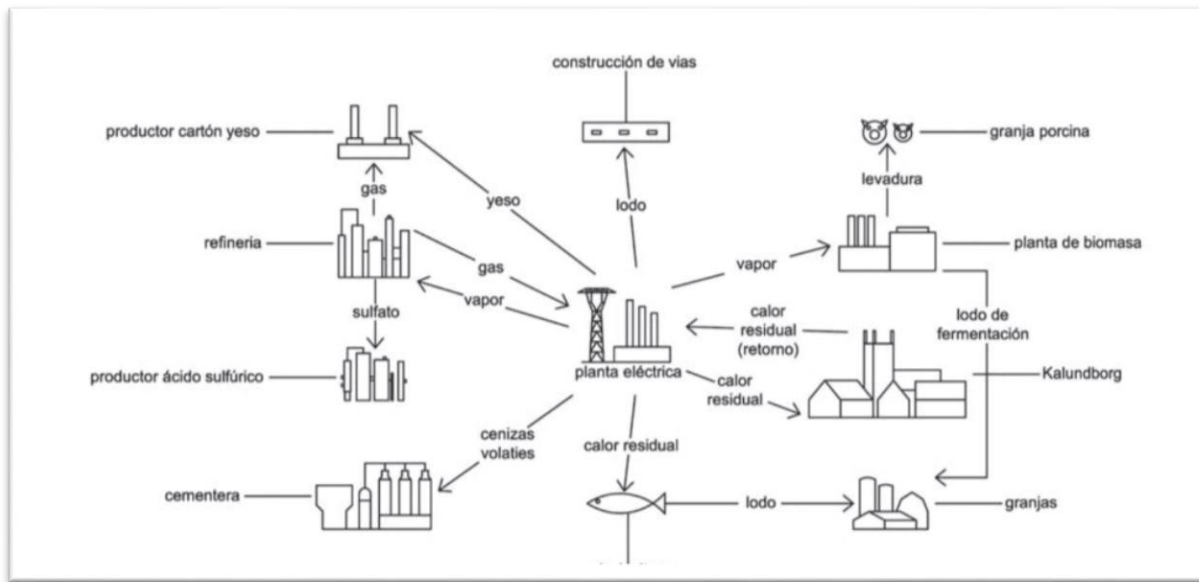 construcción de vias
productor cartón yeso
granja porcina
gas
levadura
yeso
lodo
refineria
planta de biomasa
gas
vapor
vapor
sulfato
calor
residual
(retorno)
lodo de
fermentación
productor ácido sulfúrico
planta eléctrica
calor
residual
Kalundborg
cenizas
volaties
calor residual
cementera
lodo
granjas